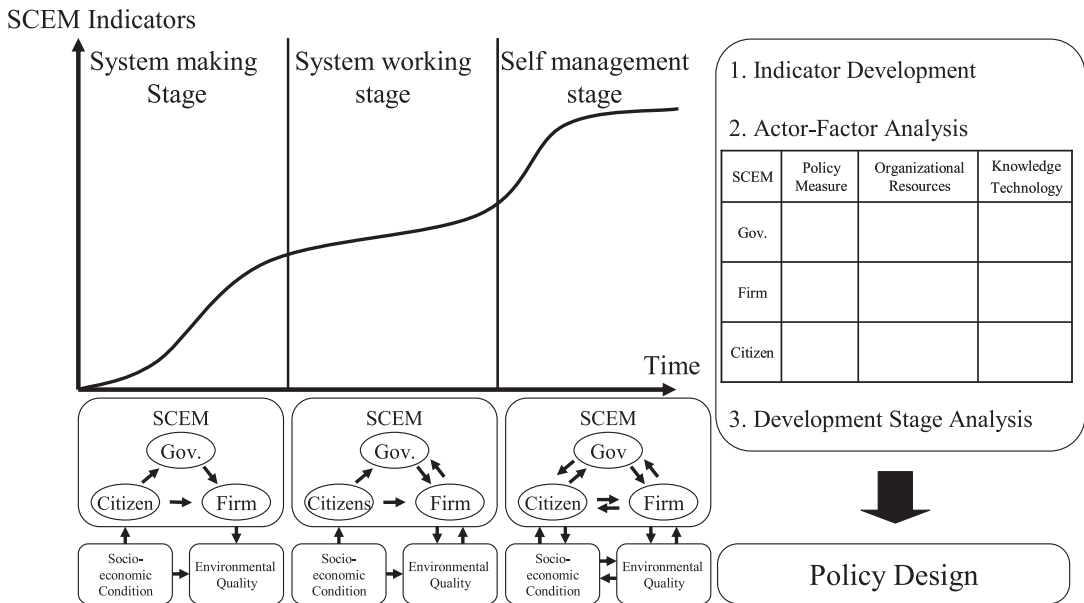 SCEM Indicators
System making
Stage
System working
stage
Self management
stage
Time
SCEM
Gov.
Citizen
Firm
Socio-
economic
Condition
Environmental
Quality
SCEM
Gov.
Citizens
Firm
Socio-
economic
Condition
Environmental
Quality
SCEM
Gov
Citizen
Firm
Socio-
economic
Condition
Environmental
Quality
1. Indicator Development
2. Actor-Factor Analysis
SCEM
Policy
Measure
Organizational
Resources
Knowledge
Technology
Gov.
Firm
Citizen
3. Development Stage Analysis
Policy Design